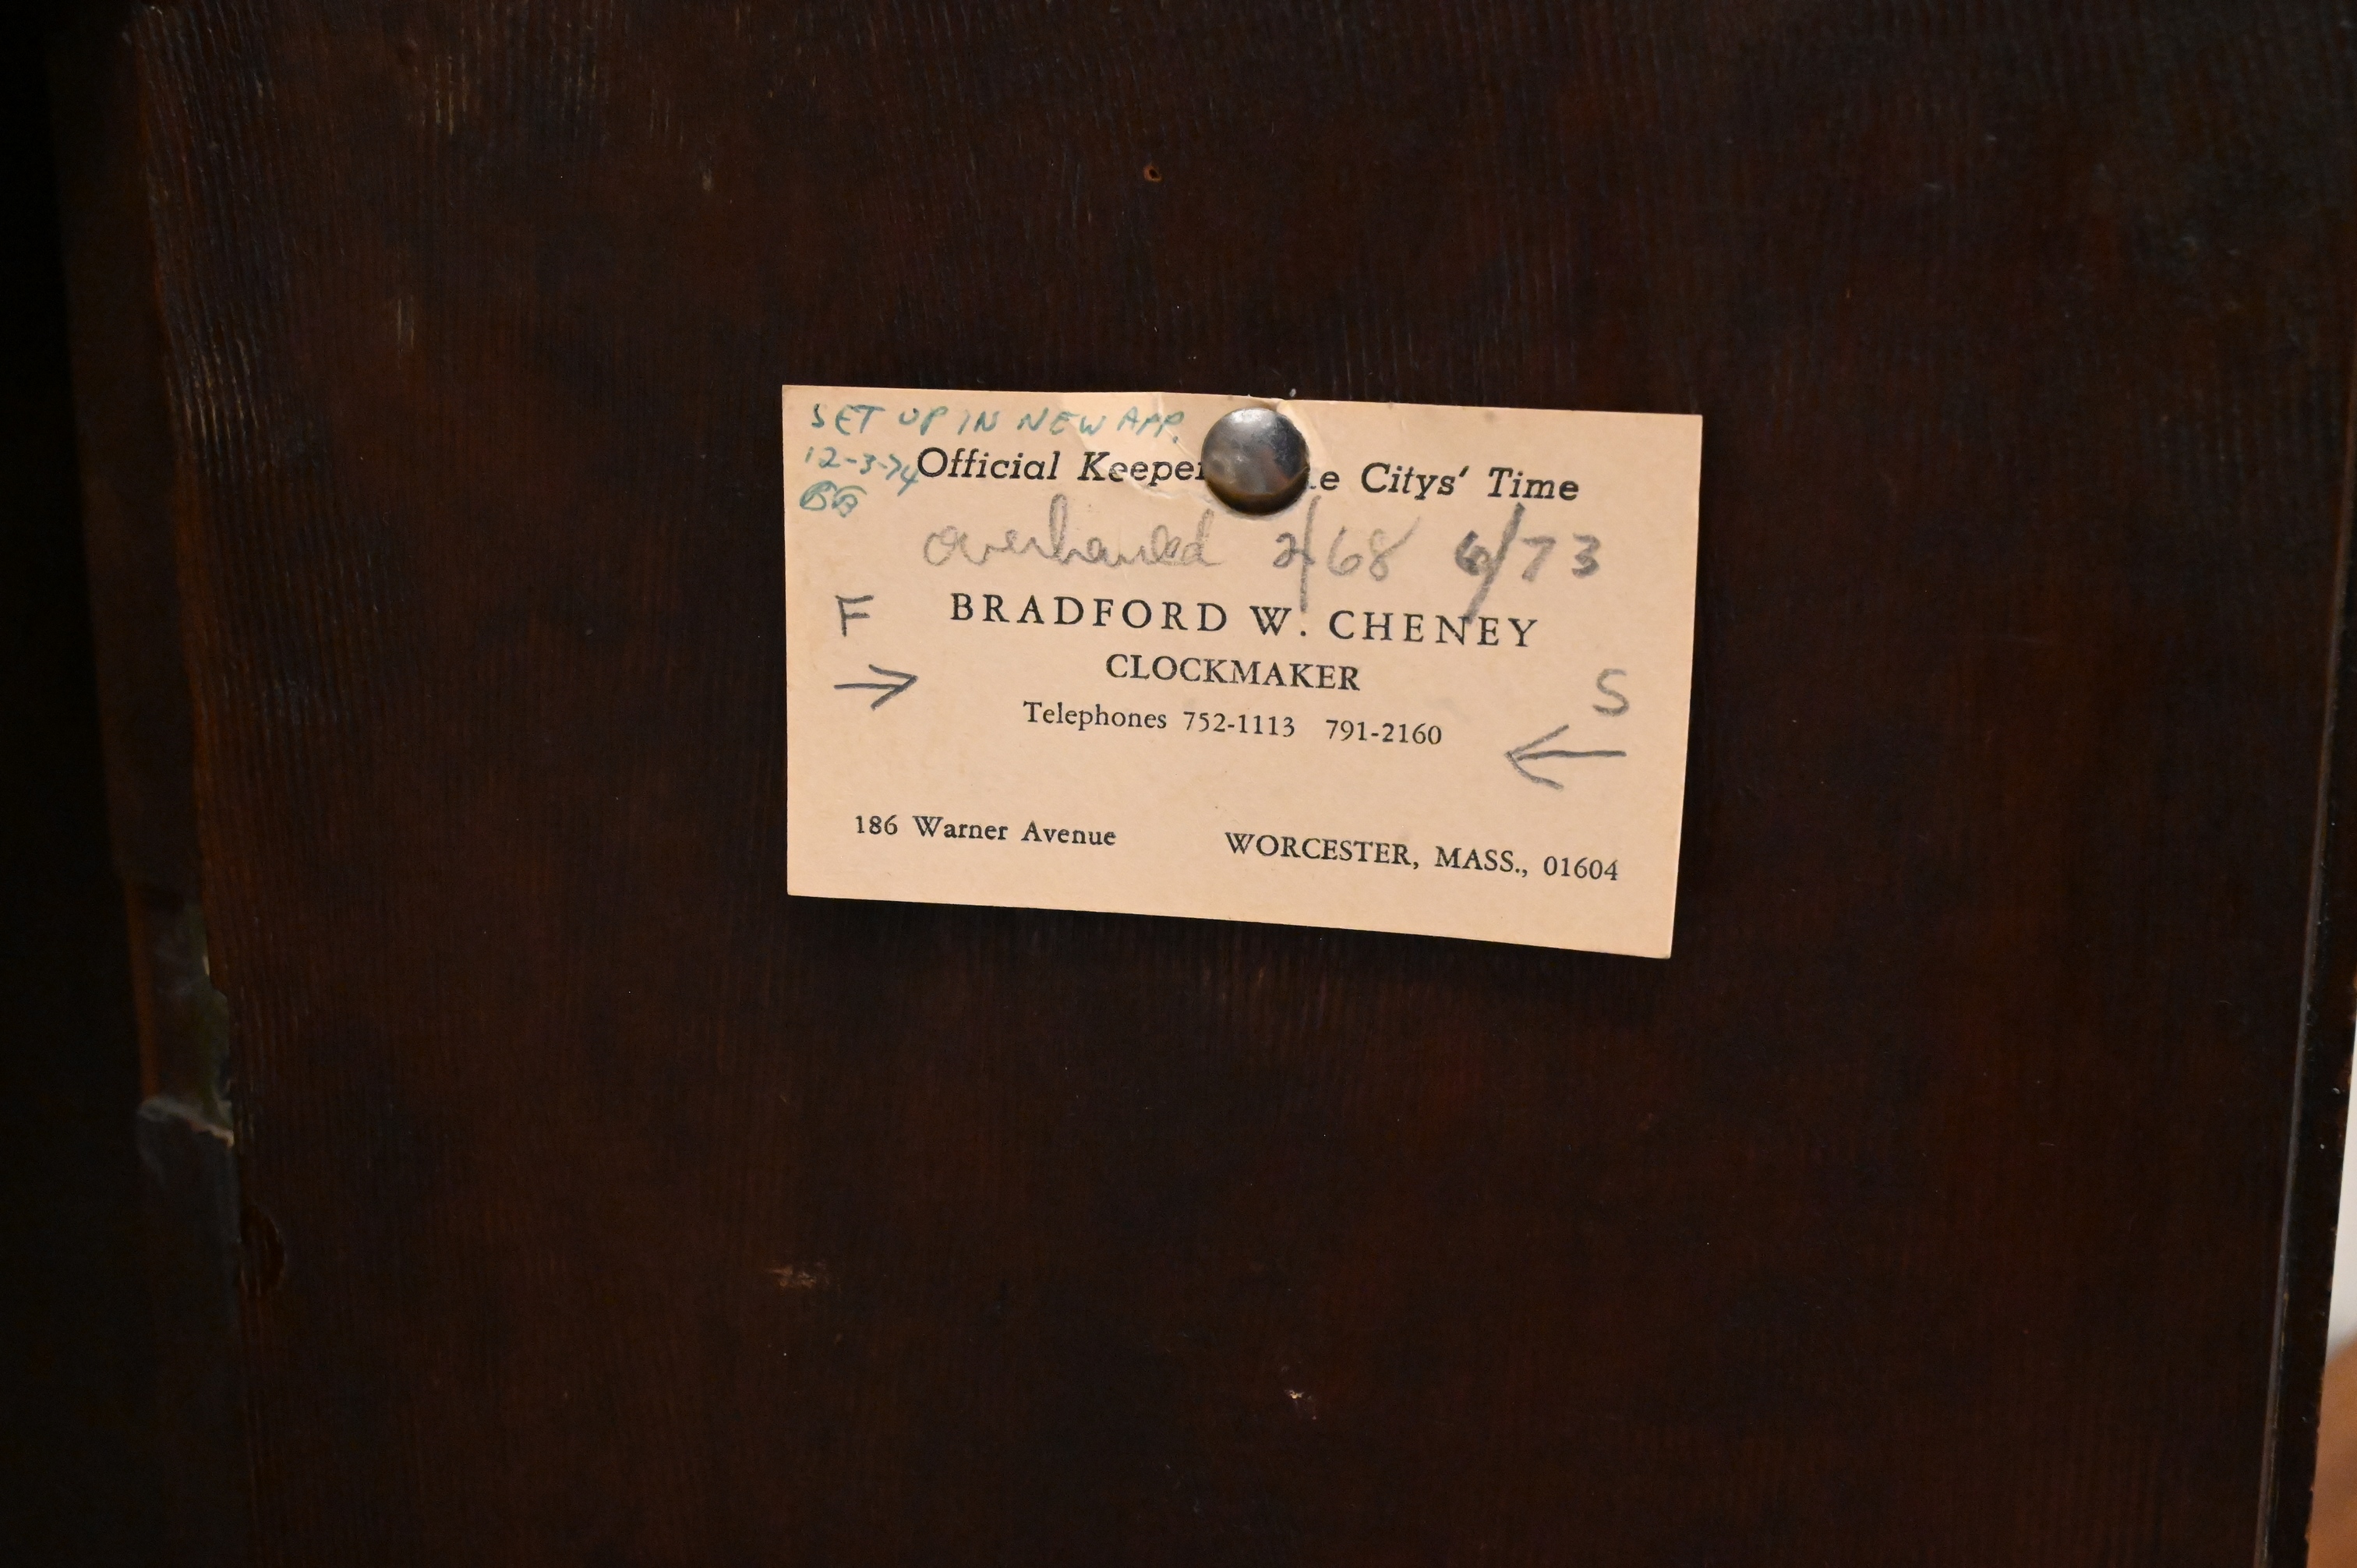 SET UP IN NEW APP.
12-3-74
Official Keeper e Citys' Time
overhauled 2/68 6/73
F
BRADFORD W. CHENEY
CLOCKMAKER
S
Telephones 752-1113 791-2160
186 Warner Avenue WORCESTER, MASS., 01604